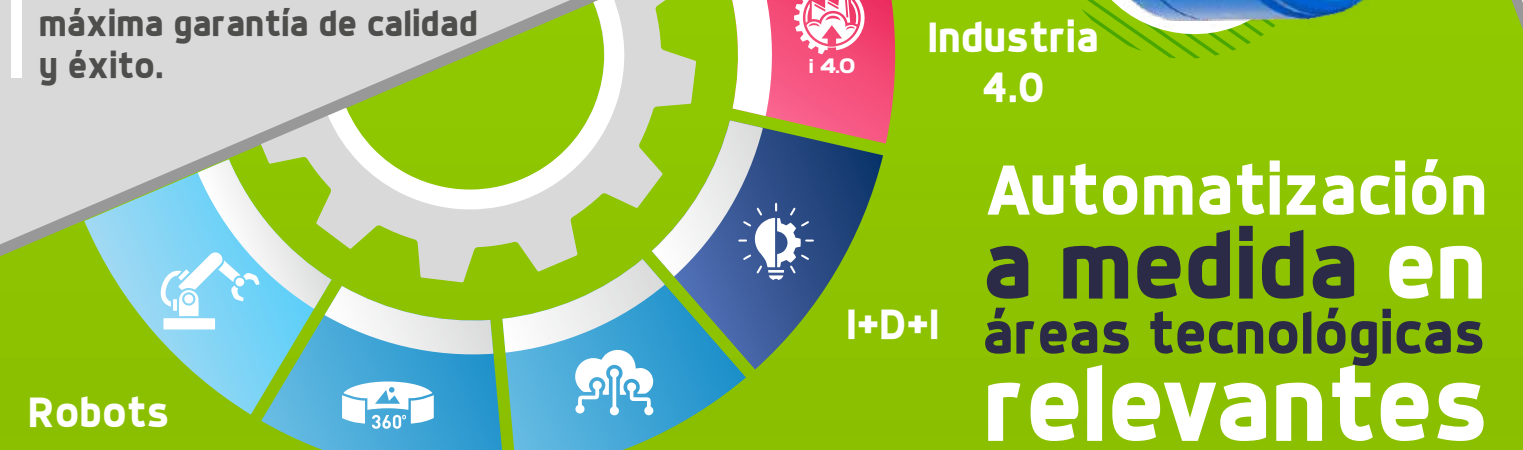 máxima garantía de calidad
y éxito.
i 4.0
Industria
4.0
Automatización
a medida en
áreas tecnológicas
relevantes
I+D+I
Robots
360°